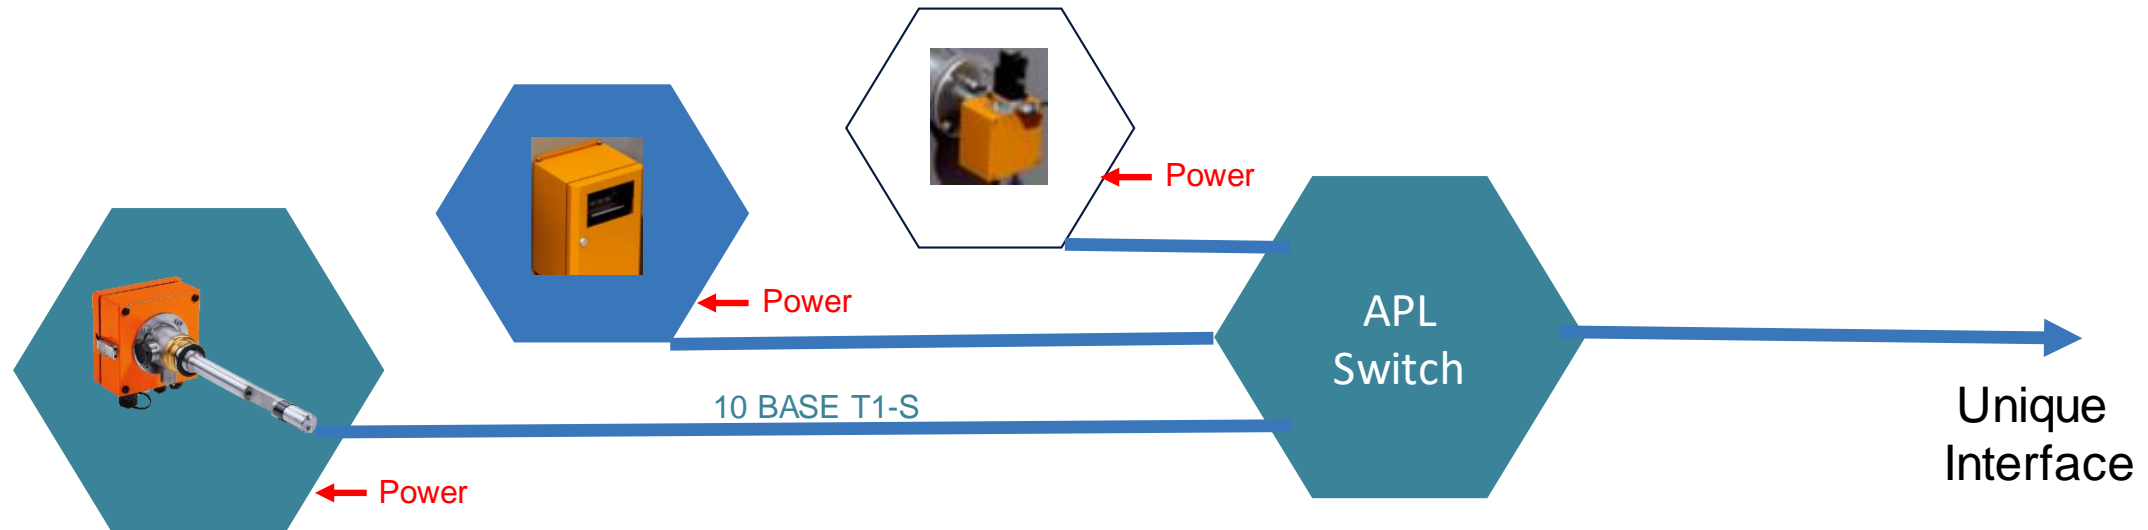 Power
Power
APL
Switch
10 BASE T1-S
Unique
Interface
Power